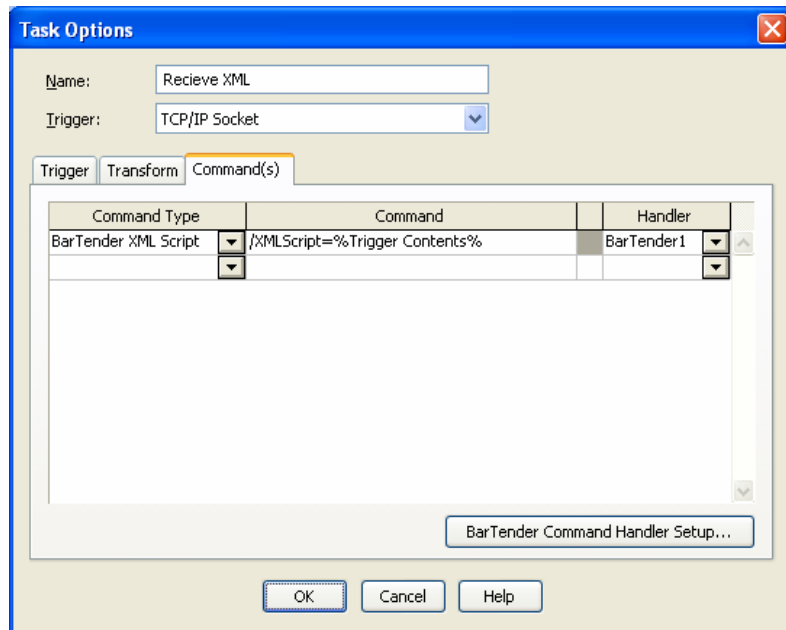 Task Options
Name: Recieve XML
Trigger: TCP/IP Socket
Trigger Transform Command(s)
Command Type Command Handler
BarTender XML Script /XMLScript=%Trigger Contents% BarTender1
BarTender Command Handler Setup...
OK Cancel Help